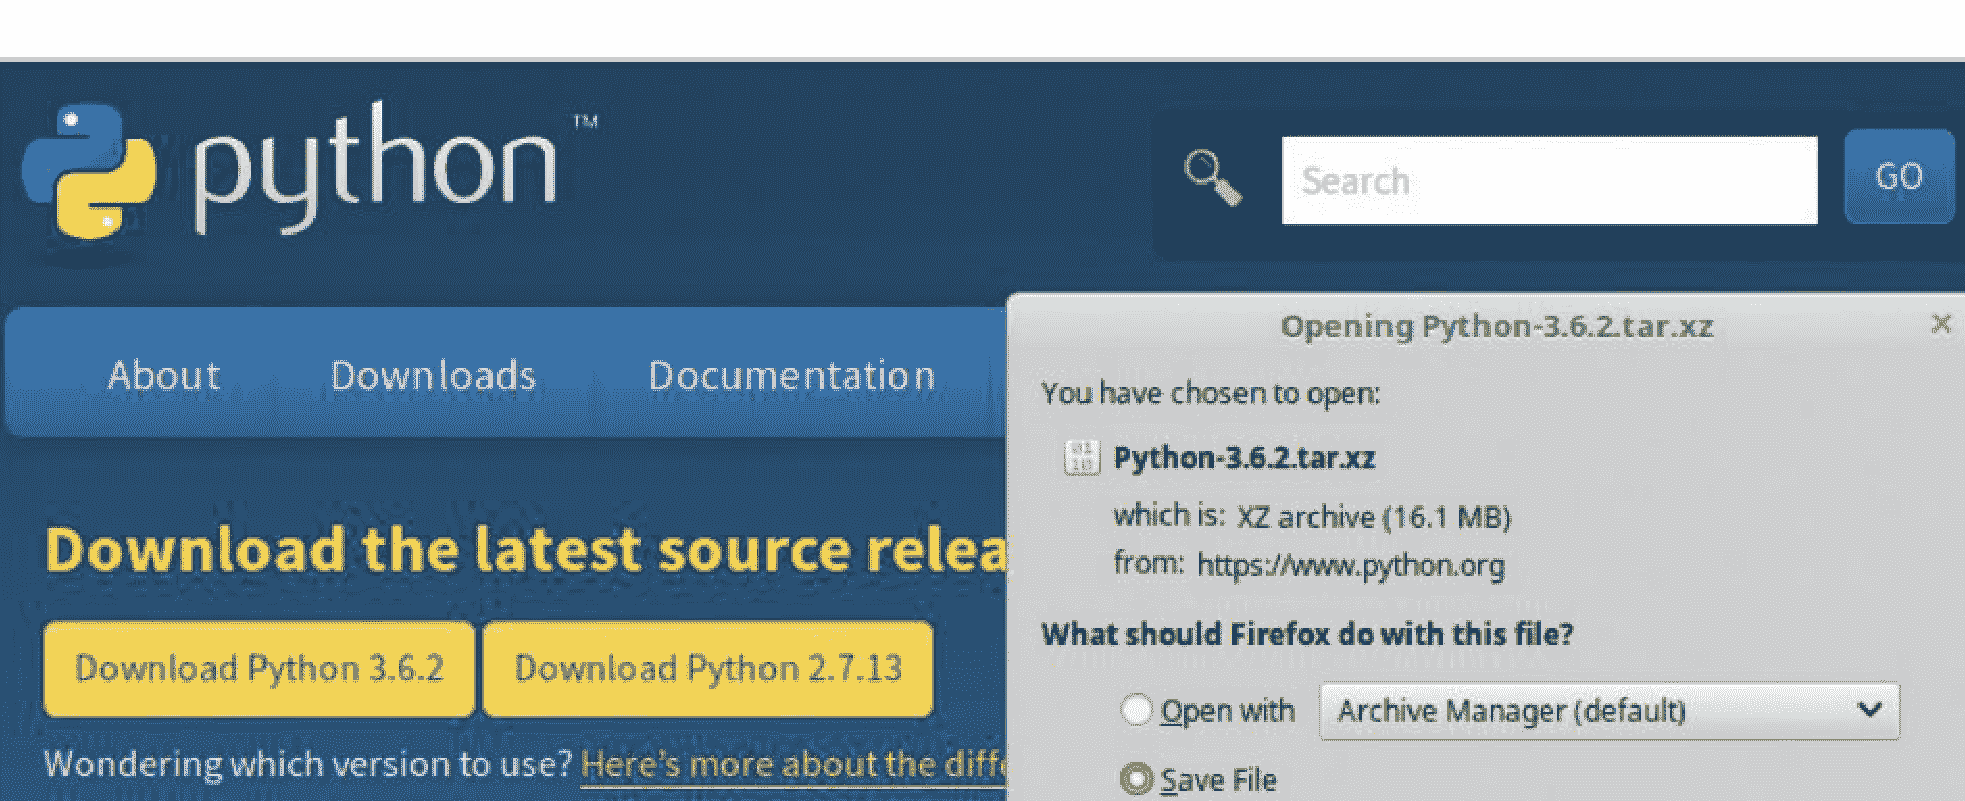 python™
Search
GO
About Downloads Documentation
Download the latest source relea
Download Python 3.6.2
Download Python 2.7.13
Wondering which version to use? Here's more about the diff
Opening Python-3.6.2.tar.xz
You have chosen to open:
Python-3.6.2.tar.xz
which is: XZ archive (16.1 MB)
from: https://www.python.org
What should Firefox do with this file?
Open with Archive Manager (default)
Save File